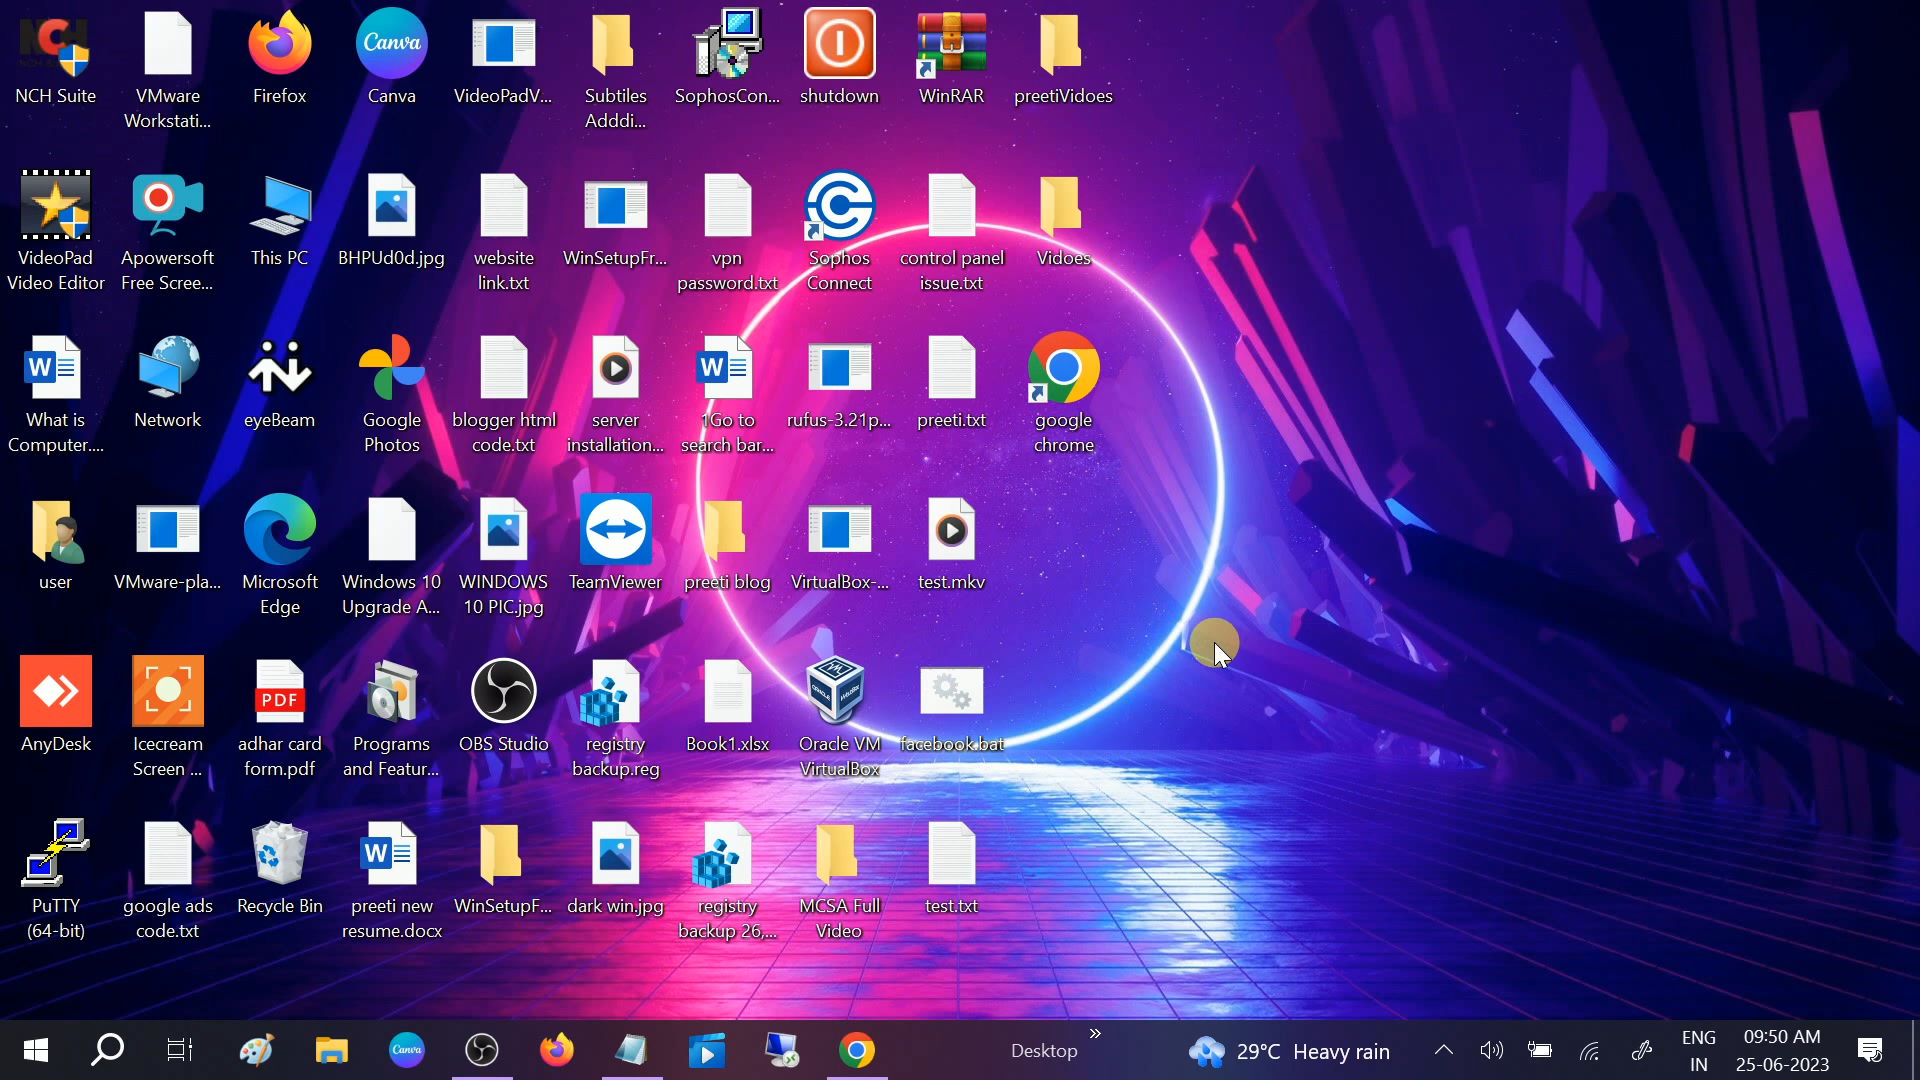 NCH Suite
VMware
Workstati...
Firefox
Canva
Canva
VideoPadV...
Subtiles
Adddi...
SophosCon...
shutdown
WinRAR
preetiVidoes
VideoPad
Video Editor
Apowersoft
Free Scree...
This PC
BHPUd0d.jpg
website
link.txt
WinSetupFr...
vpn
password.txt
Sophos
Connect
control panel
issue.txt
Vidoes
What is
Computer....
Network
eyeBeam
Google
Photos
blogger html
code.txt
server
installation...
1Go to
search bar...
rufus-3.21p...
preeti.txt
google
chrome
user
VMware-pla...
Microsoft
Edge
Windows 10
Upgrade A...
WINDOWS
10 PIC.jpg
TeamViewer
preeti blog
VirtualBox-...
test.mkv
AnyDesk
Icecream
Screen ...
PDF
adhar card
form.pdf
Programs
and Featur...
OBS Studio
registry
backup.reg
Book1.xlsx
Oracle VM
VirtualBox
facebook.bat
PuTTY
(64-bit)
google ads
code.txt
Recycle Bin
preeti new
resume.docx
WinSetupF...
dark win.jpg
registry
backup 26,...
MCSA Full
Video
test.txt
Canva
Desktop
29°C Heavy rain
ENG
IN
09:50 AM
25-06-2023